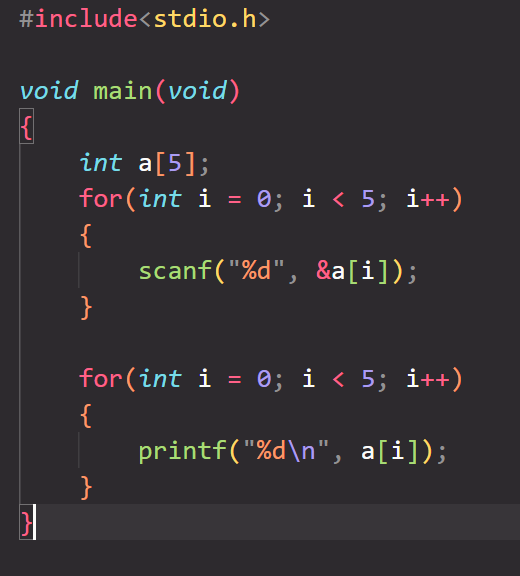 #include<stdio.h>
void main(void)
{
int a[5];
for(int i = 0; i < 5; i++)
{
scanf("%d", &a[i]);
}
for(int i = 0; i < 5; i++)
{
printf("%d\n", a[i]);
}
}